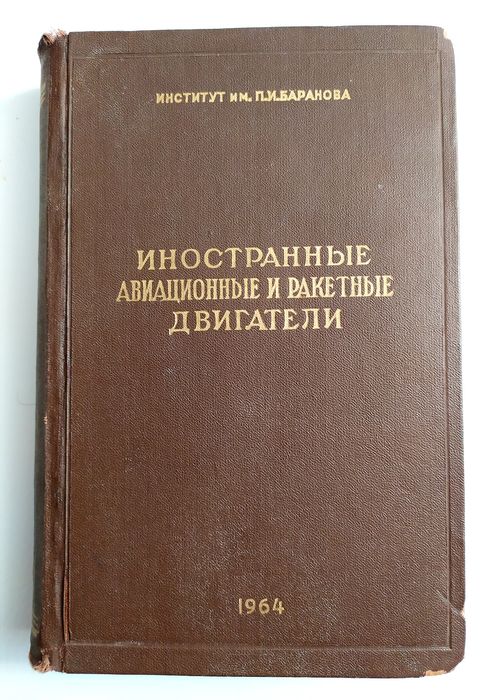 ИНСТИТУТ им. П.И.БАРАНОВА
ИНОСТРАННЫЕ
АВИАЦИОННЫЕ И РАКЕТНЫЕ
ДВИГАТЕЛИ
1964